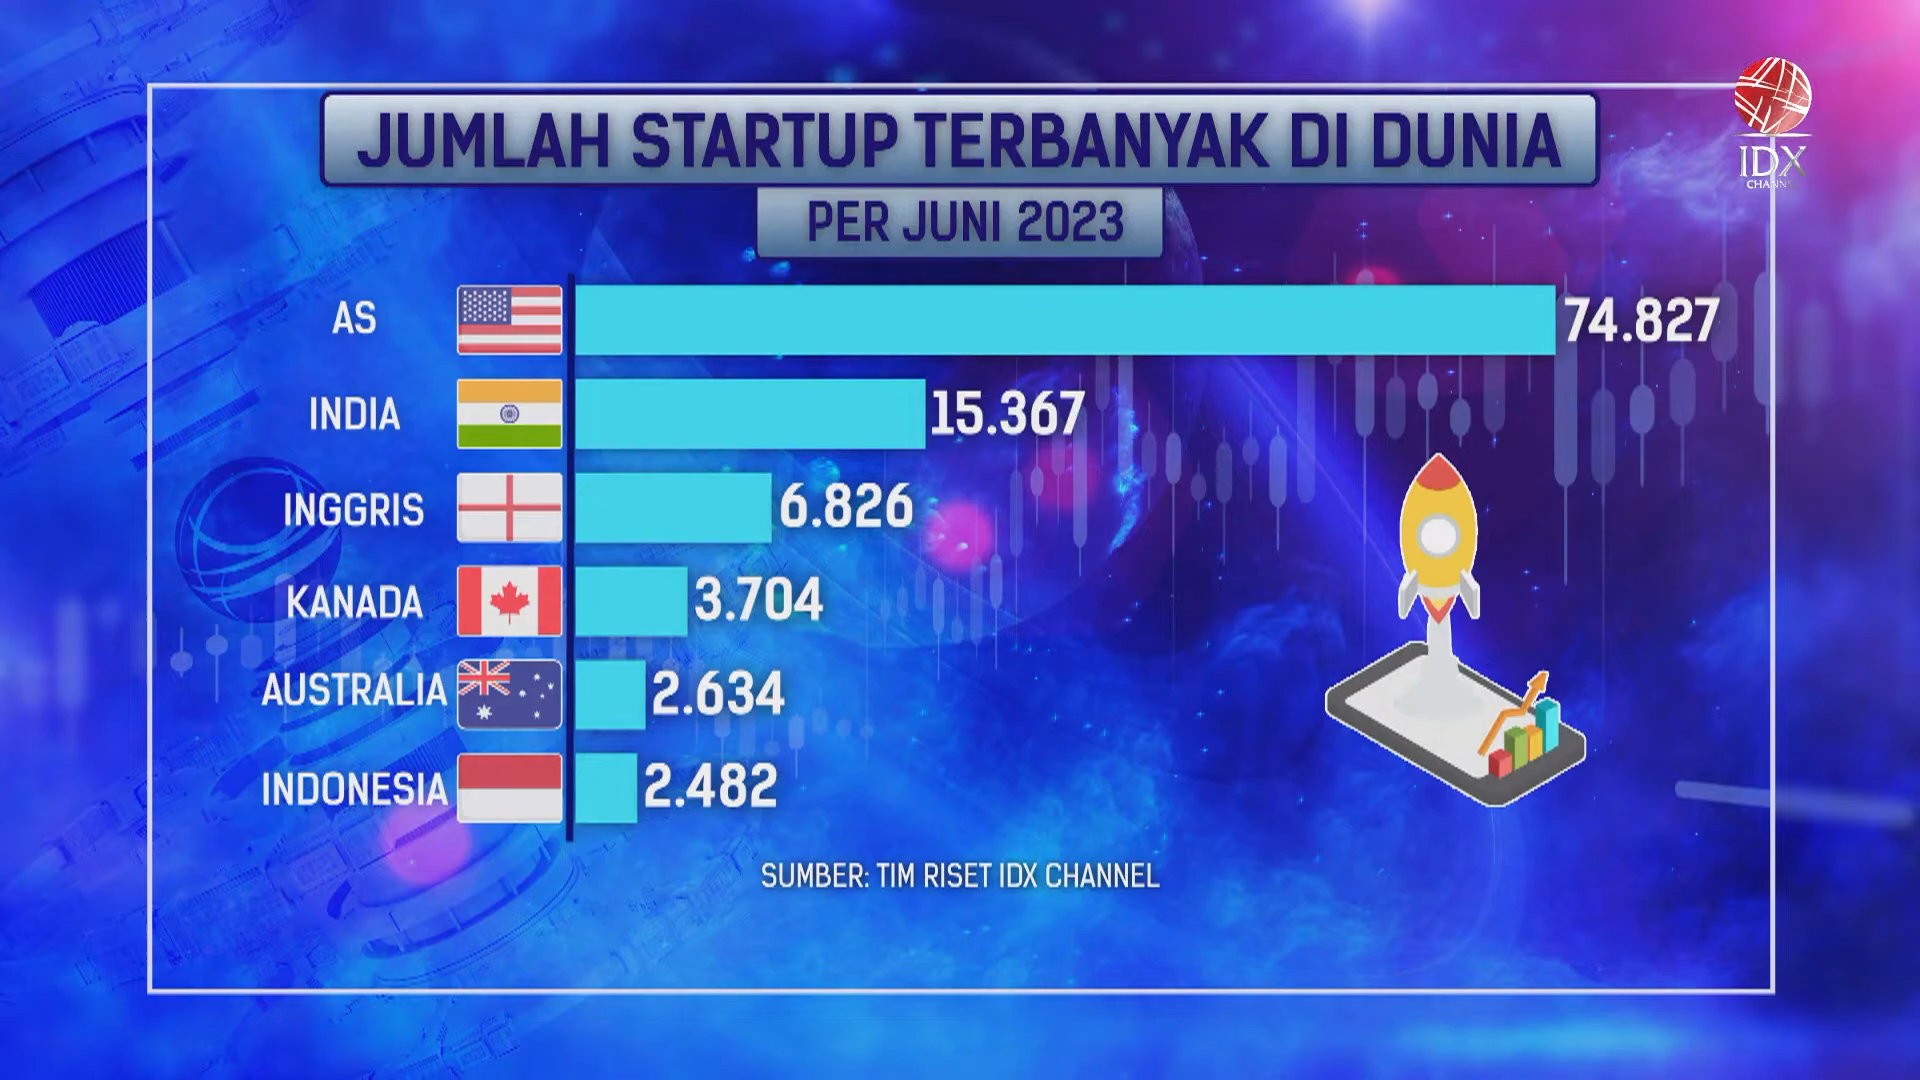 JUMLAH STARTUP TERBANYAK DI DUNIA
IDX
CHANNEL
PER JUNI 2023
AS 74.827
INDIA 15.367
INGGRIS 6.826
KANADA 3.704
AUSTRALIA 2.634
INDONESIA 2.482
SUMBER: TIM RISET IDX CHANNEL